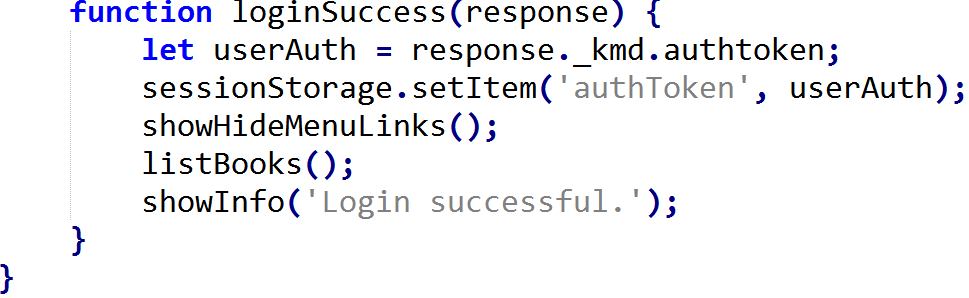 function loginSuccess(response) {
let userAuth = response._kmd.authtoken;
sessionStorage.setItem('authToken', userAuth);
showHideMenuLinks();
listBooks();
showInfo('Login successful.');
}
}